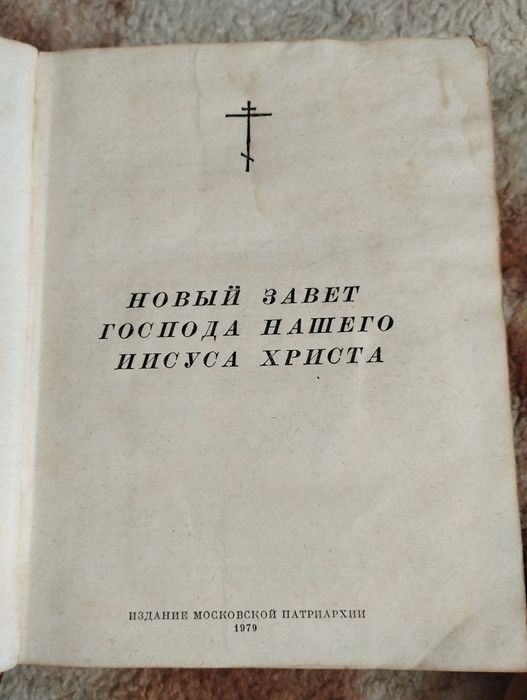 НОВЫЙ ЗАВЕТ
ГОСПОДА НАШЕГО
ИИСУСА ХРИСТА
ИЗДАНИЕ МОСКОВСКОЙ ПАТРИАРХИИ
1979